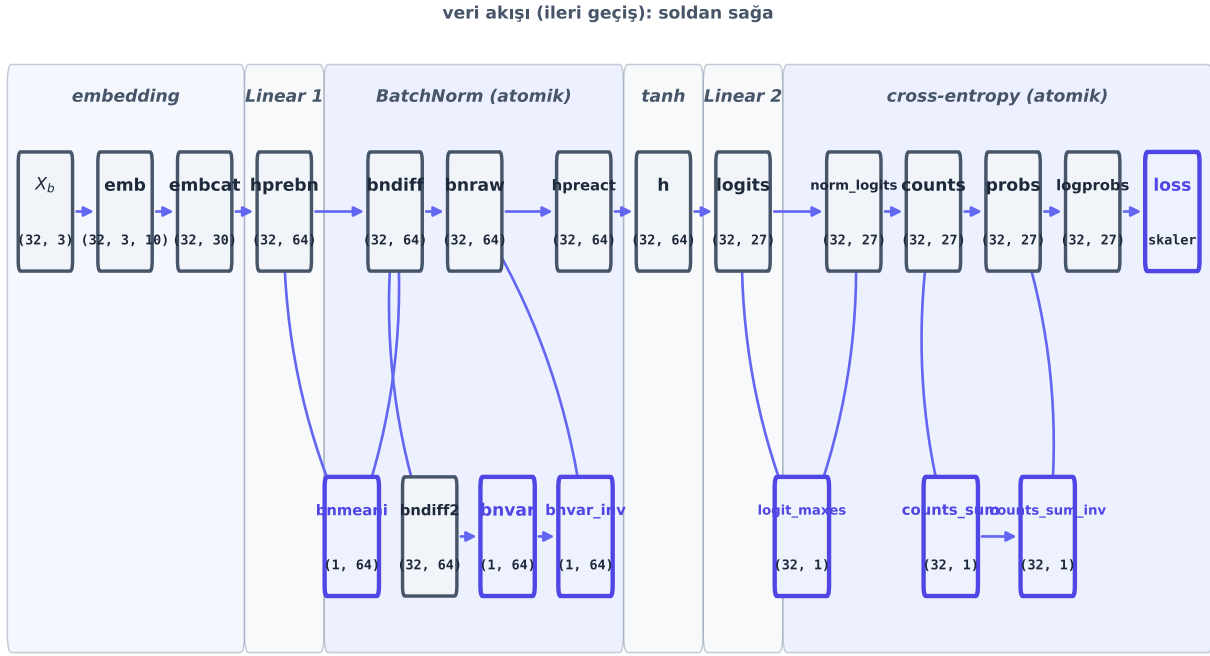 veri akışı (ileri geçiş): soldan sağa
embedding
Linear 1
BatchNorm (atomik)
tanh
Linear 2
cross-entropy (atomik)
X_b
emb
embcat
hprebn
bndiff
bnraw
hpreact
h
logits
norm_logits
counts
probs
logprobs
loss
(32, 3)
(32, 3, 10)
(32, 30)
(32, 64)
(32, 64)
(32, 64)
(32, 64)
(32, 64)
(32, 27)
(32, 27)
(32, 27)
(32, 27)
(32, 27)
skaler
bnmeani
bndiff2
bnvar
bnvar_inv
logit_maxes
counts_sum
counts_sum_inv
(1, 64)
(32, 64)
(1, 64)
(1, 64)
(32, 1)
(32, 1)
(32, 1)